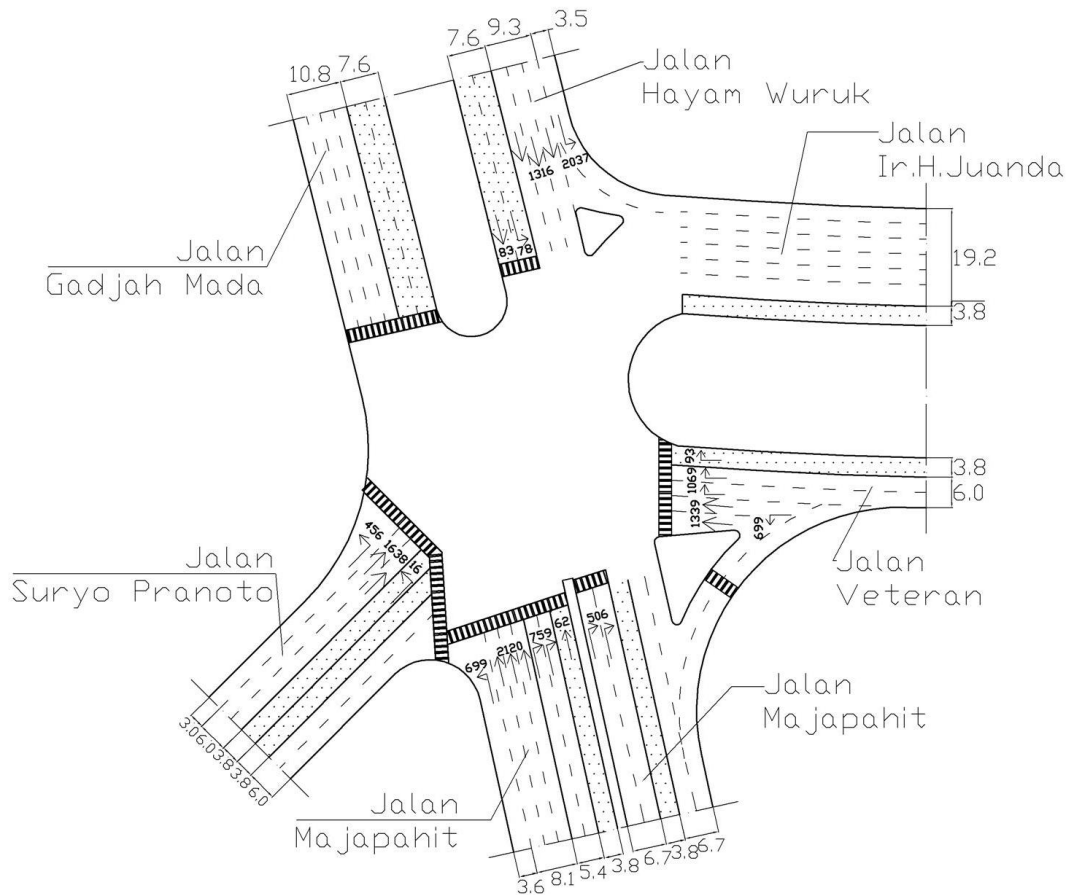 10.8
7.6
7.6
9.3
3.5
Jalan
Hayam Wuruk
Jalan
Ir.H.Juanda
1316
2037
83
78
Jalan
Gadjah Mada
19.2
3.8
3.8
6.0
93
1069
1339
699
Jalan
Veteran
456
1638
16
Jalan
Suryo Pranoto
699
2120
759
62
506
Jalan
Majapahit
3.0
6.0
3.8
3.8
6.0
Jalan
Majapahit
3.6
8.1
5.4
3.8
6.7
3.8
6.7